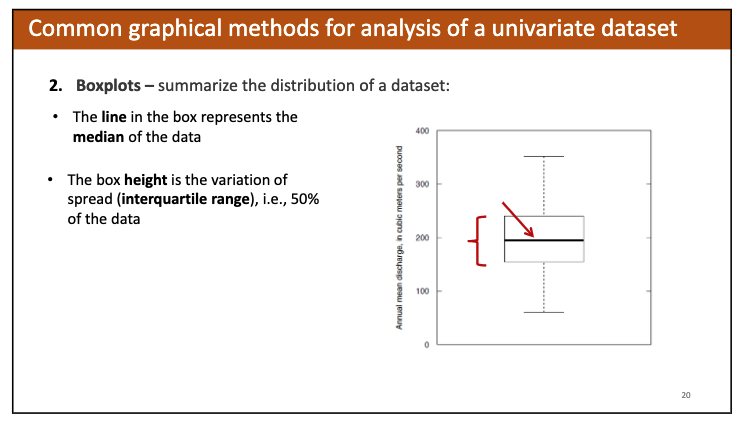 Common graphical methods for analysis of a univariate dataset
2. Boxplots – summarize the distribution of a dataset:
• The line in the box represents the
median of the data
• The box height is the variation of
spread (interquartile range), i.e., 50%
of the data
Annual mean discharge, in cubic meters per second
400
300
200
100
0
20